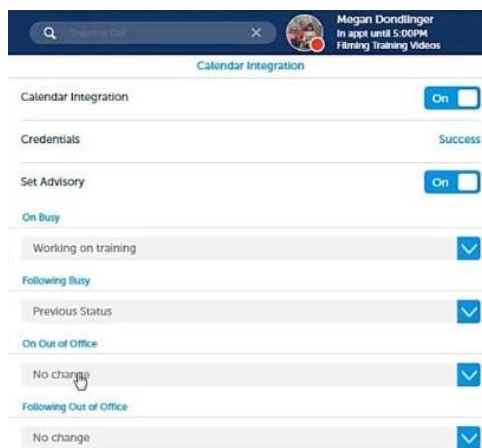 Megan Dondlinger
In appt until 5:00PM
Filming Training Videos
Calendar Integration
Calendar Integration
On
Credentials
Success
Set Advisory
On
On Busy
Working on training
Following Busy
Previous Status
On Out of Office
No change
Following Out of Office
No change